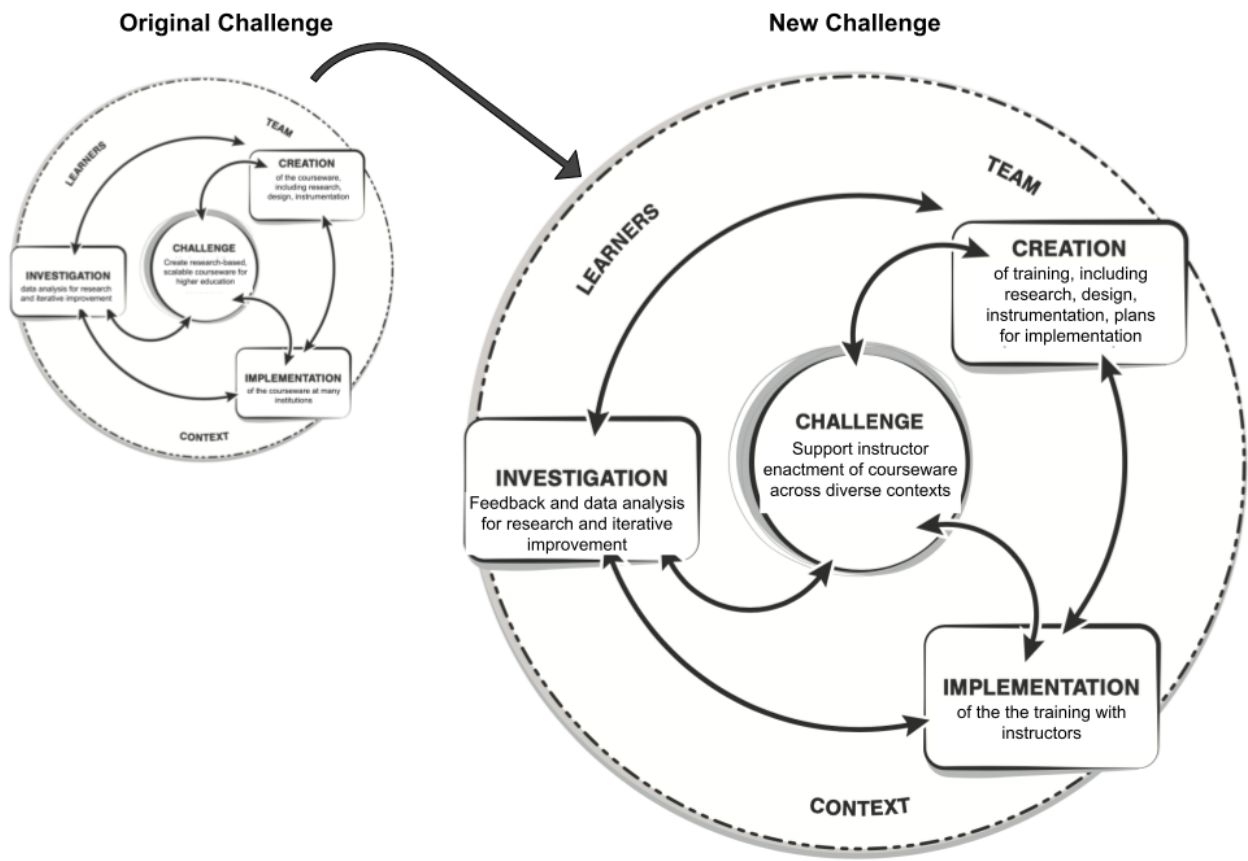 Original Challenge
LEARNERS
TEAM
CREATION
of the courseware,
including research,
design, instrumentation
CHALLENGE
Create research-based,
scalable courseware for
higher education
INVESTIGATION
data analysis for research
and iterative improvement
IMPLEMENTATION
of the courseware at many
institutions
CONTEXT
New Challenge
LEARNERS
TEAM
CREATION
of training, including
research, design,
instrumentation, plans
for implementation
CHALLENGE
Support instructor
enactment of courseware
across diverse contexts
INVESTIGATION
Feedback and data analysis
for research and iterative
improvement
IMPLEMENTATION
of the the training with
instructors
CONTEXT